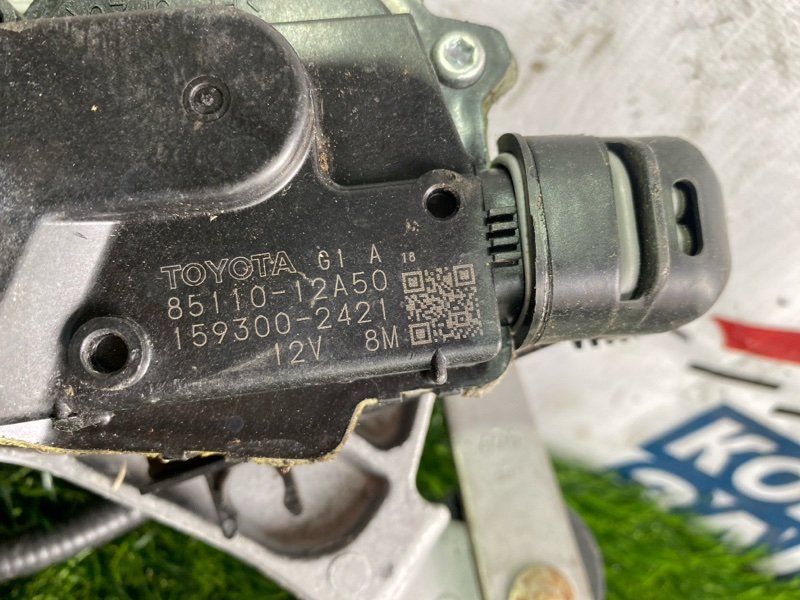 TOYOTA G1 A 18
85110-12A50
159300-2421
12V 8M